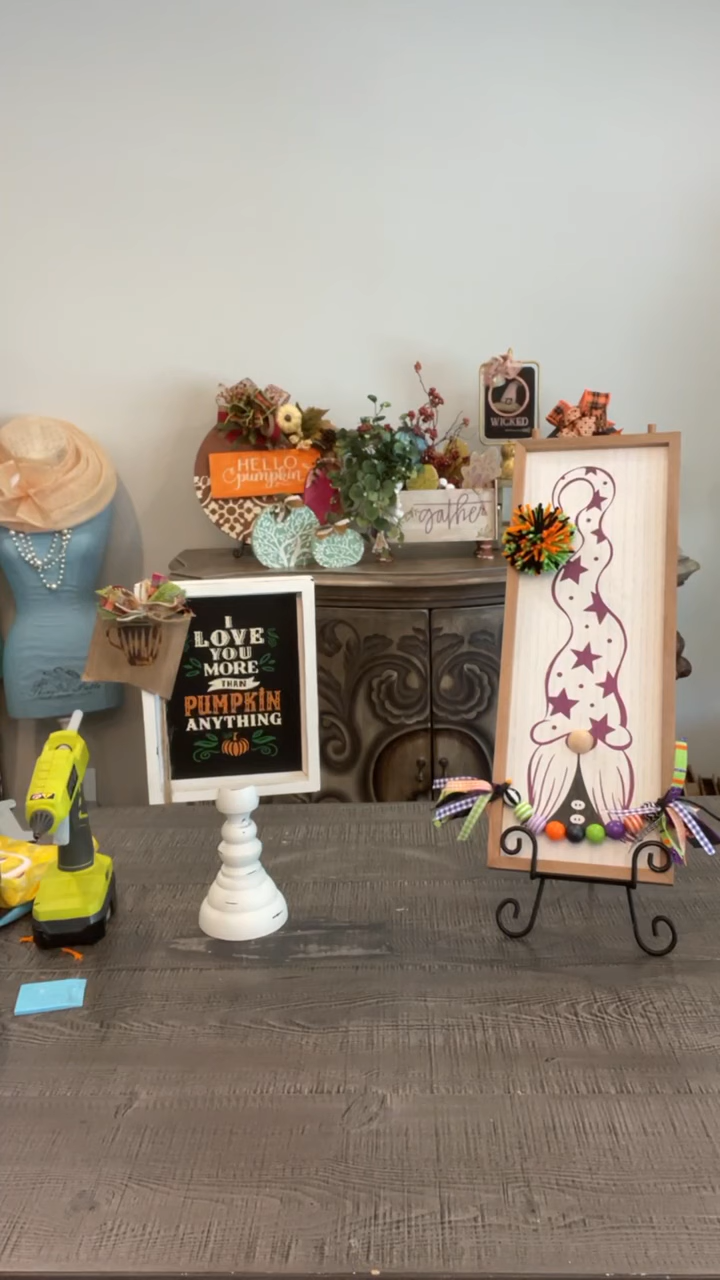 WICKED
HELLO
pumpkin
gather
I
LOVE
YOU
MORE
THAN
PUMPKIN
ANYTHING